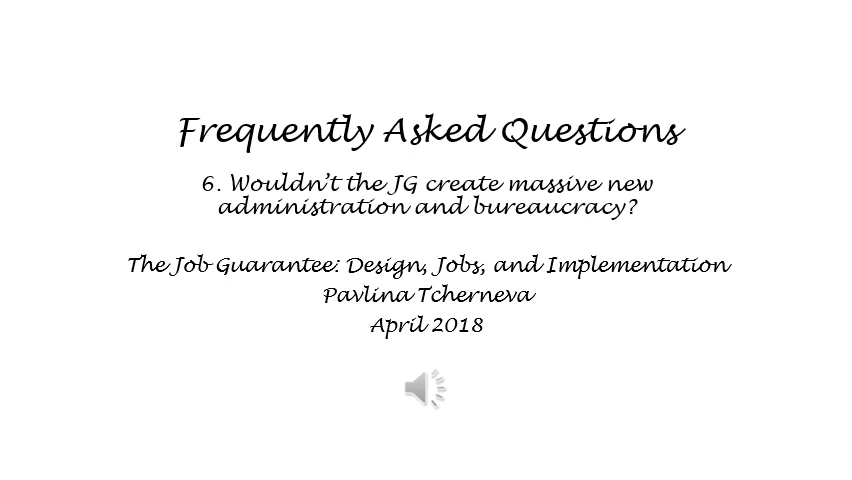 Frequently Asked Questions
6. Wouldn’t the JG create massive new
administration and bureaucracy?
The Job Guarantee: Design, Jobs, and Implementation
Pavlina Tcherneva
April 2018